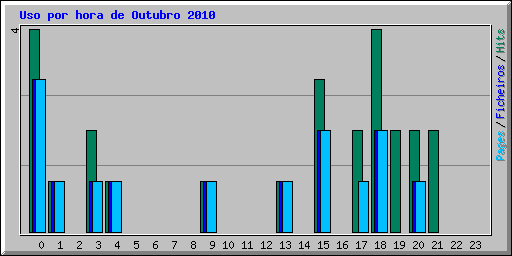 Uso por hora de Outubro 2010
4
Pages / Ficheiros / Hits
0 1 2 3 4 5 6 7 8 9 10 11 12 13 14 15 16 17 18 19 20 21 22 23